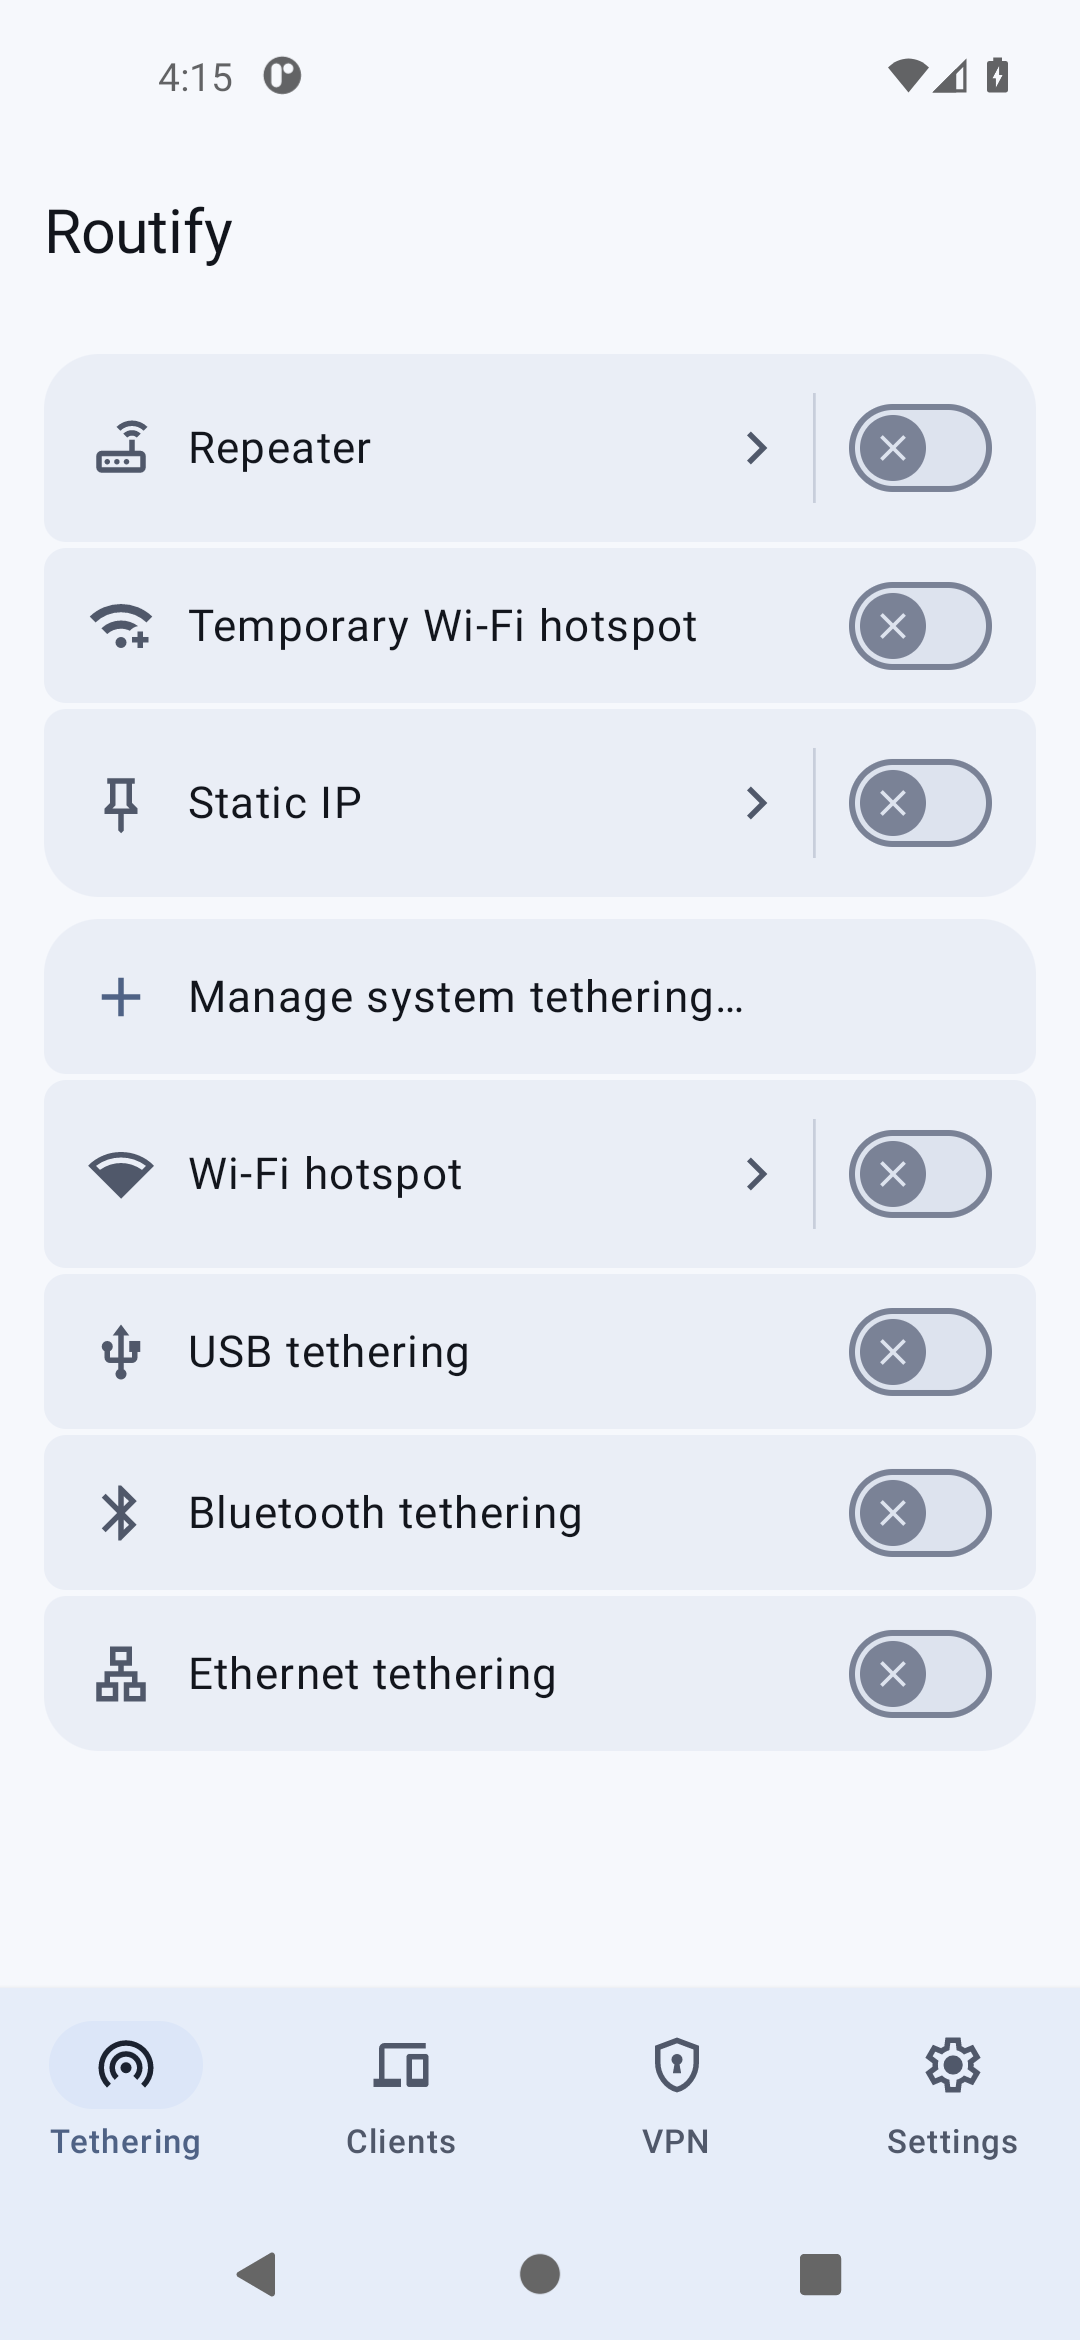 4:15
Routify
Repeater
Temporary Wi-Fi hotspot
Static IP
Manage system tethering…
Wi-Fi hotspot
USB tethering
Bluetooth tethering
Ethernet tethering
Tethering
Clients
VPN
Settings